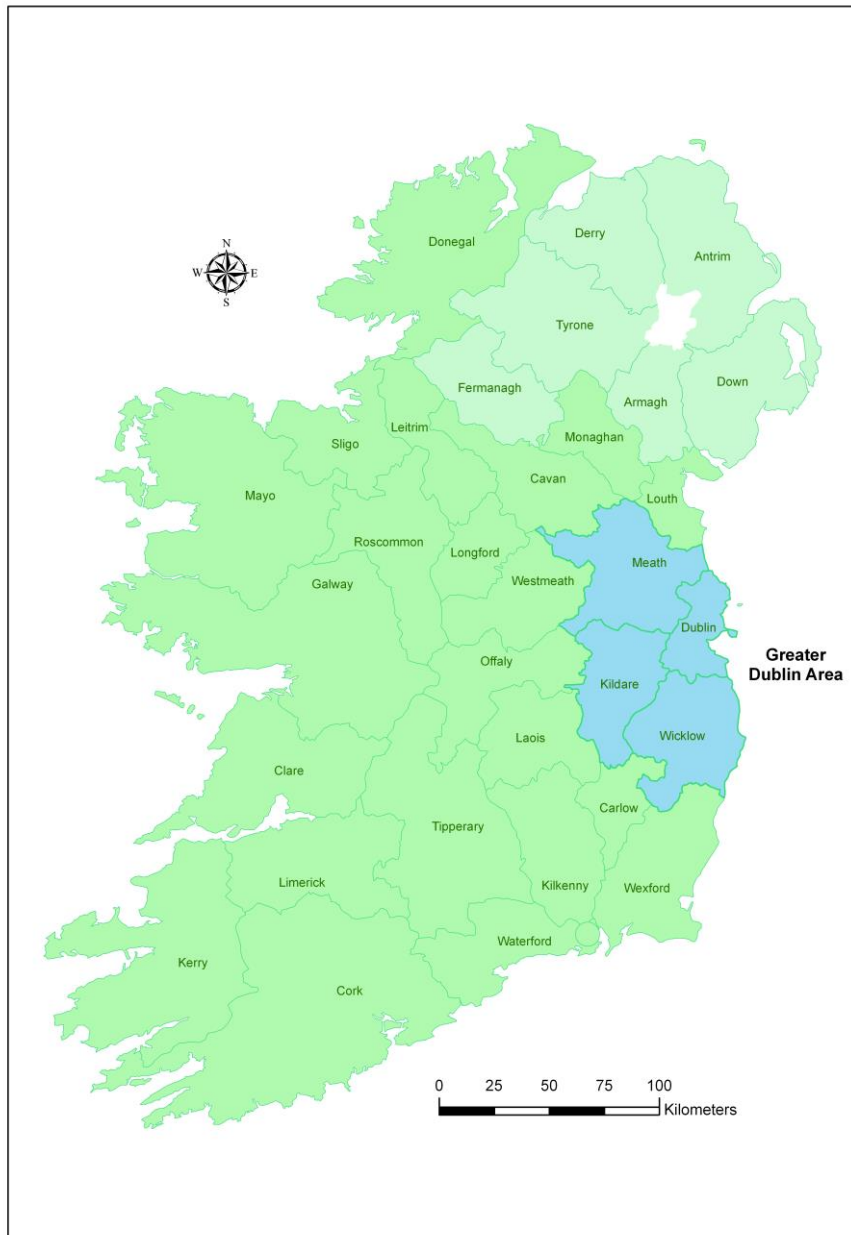 Donegal
Derry
Antrim
N
W E
S
Tyrone
Fermanagh
Armagh
Down
Leitrim
Sligo
Monaghan
Cavan
Mayo
Louth
Roscommon
Longford
Meath
Galway
Westmeath
Dublin
Greater
Dublin Area
Offaly
Kildare
Laois
Wicklow
Clare
Carlow
Tipperary
Limerick
Kilkenny
Wexford
Waterford
Kerry
Cork
0 25 50 75 100
Kilometers